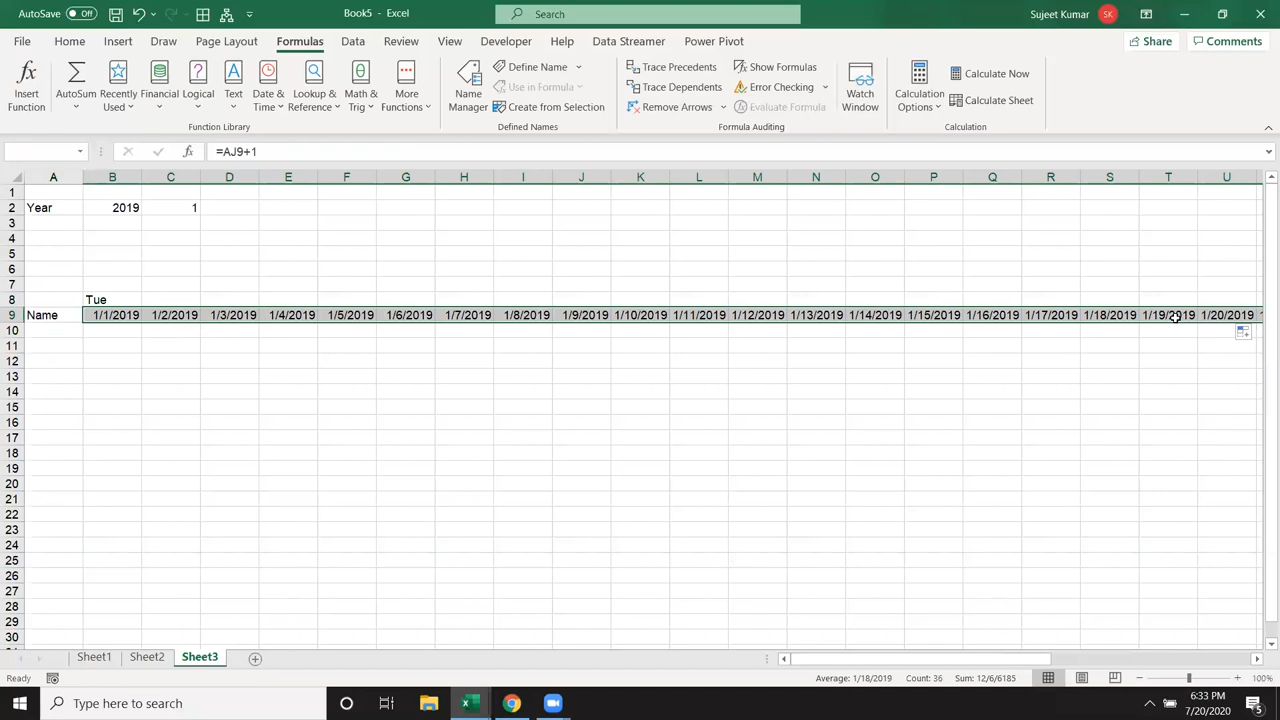 AutoSave Off Book5 - Excel Search Sujeet Kumar SK
File Home Insert Draw Page Layout Formulas Data Review View Developer Help Data Streamer Power Pivot Share Comments
Insert Function AutoSum Recently Used Financial Logical Text Date & Time Lookup & Reference Math & Trig More Functions
Name Manager Define Name Use in Formula Create from Selection
Trace Precedents Trace Dependents Remove Arrows Show Formulas Error Checking Evaluate Formula
Watch Window Calculation Options Calculate Now Calculate Sheet
Function Library Defined Names Formula Auditing Calculation
fx =AJ9+1
A B C D E F G H I J K L M N O P Q R S T U
1
2 Year 2019 1
3
4
5
6
7
8 Tue
9 Name 1/1/2019 1/2/2019 1/3/2019 1/4/2019 1/5/2019 1/6/2019 1/7/2019 1/8/2019 1/9/2019 1/10/2019 1/11/2019 1/12/2019 1/13/2019 1/14/2019 1/15/2019 1/16/2019 1/17/2019 1/18/2019 1/19/2019 1/20/2019
10
11
12
13
14
15
16
17
18
19
20
21
22
23
24
25
26
27
28
29
30
Sheet1 Sheet2 Sheet3
Ready Average: 1/18/2019 Count: 36 Sum: 12/6/6185 100%
Type here to search 6:33 PM
7/20/2020 5